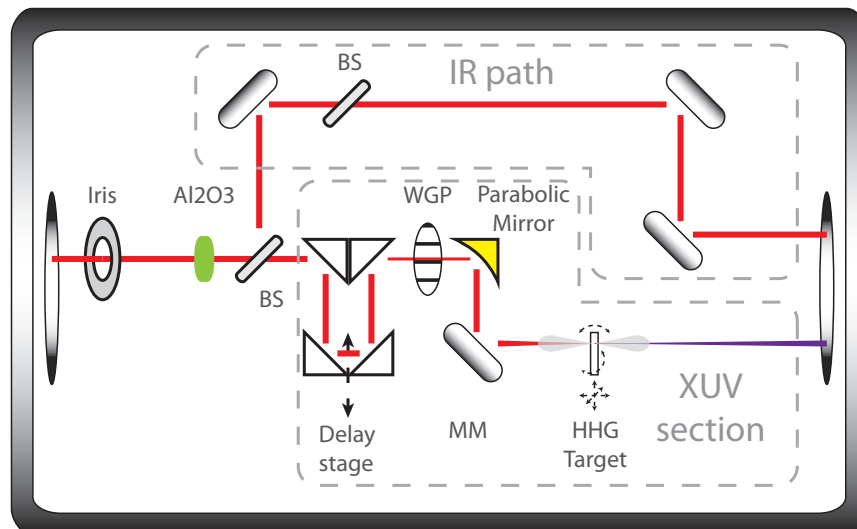 BS
IR path
Iris
Al2O3
WGP
Parabolic
Mirror
BS
Delay
stage
MM
HHG
Target
XUV
section